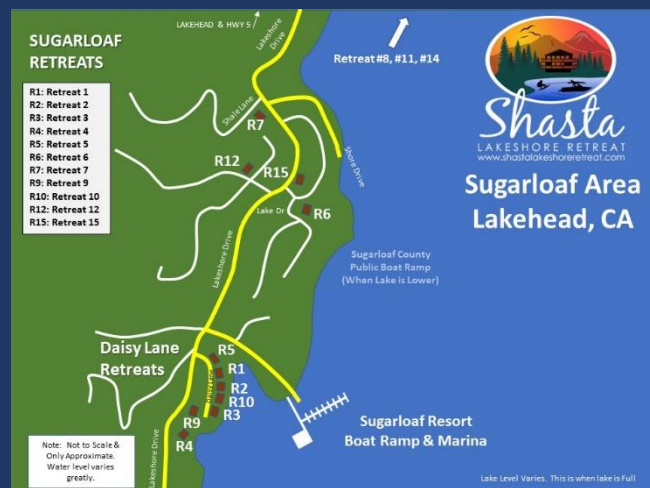 SUGARLOAF
RETREATS
R1: Retreat 1
R2: Retreat 2
R3: Retreat 3
R4: Retreat 4
R5: Retreat 5
R6: Retreat 6
R7: Retreat 7
R9: Retreat 9
R10: Retreat 10
R12: Retreat 12
R15: Retreat 15
LAKEHEAD & HWY 5
Lakeshore
Drive
Retreat #8, #11, #14
Shasta
LAKESHORE RETREAT
www.shastalakeshoreretreat.com
Sugarloaf Area
Lakehead, CA
Shale Lane
R7
R12
R15
Shore Drive
Lake Dr
R6
Lakeshore Drive
Sugarloaf County
Public Boat Ramp
(When Lake is Lower)
Daisy Lane
Retreats
R5
R1
R2
R10
R3
R9
R4
Lakeshore Drive
Sugarloaf Resort
Boat Ramp & Marina
Note: Not to Scale &
Only Approximate.
Water level varies
greatly.
Lake Level Varies. This is when lake is Full